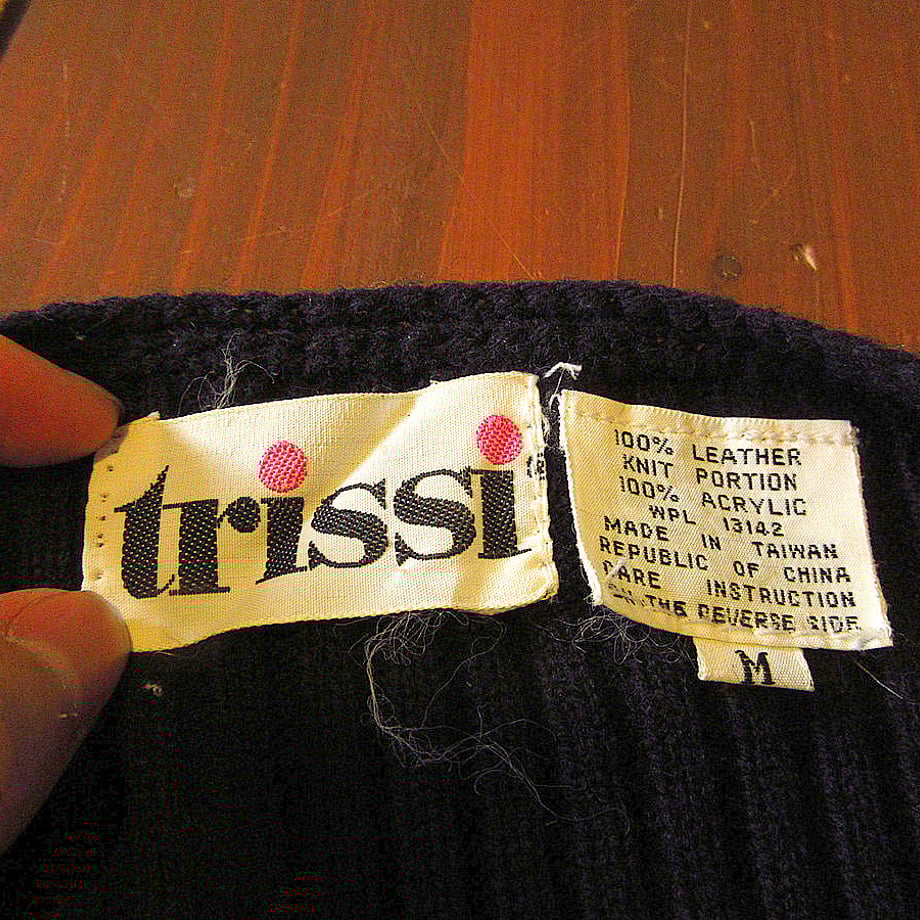 trissi
100% LEATHER
KNIT PORTION
100% ACRYLIC
WPL 13142
MADE IN TAIWAN
REPUBLIC OF CHINA
CARE INSTRUCTION
ON THE REVERSE SIDE
M